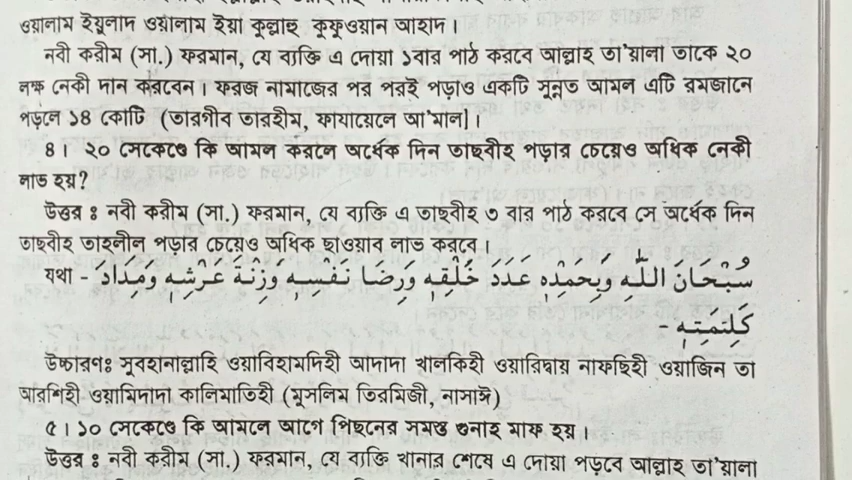 ওয়ালাম ইয়ুলাদ ওয়ালাম ইয়া কুল্লাহু কুফুওয়ান আহাদ।
নবী করীম (সা.) ফরমান, যে ব্যক্তি এ দোয়া ১বার পাঠ করবে আল্লাহ তা'য়ালা তাকে ২০
লক্ষ নেকী দান করবেন। ফরজ নামাজের পর পরই পড়াও একটি সুন্নত আমল এটি রমজানে
পড়লে ১৪ কোটি (তারগীব তারহীম, ফাযায়েলে আ'মাল]।
৪। ২০ সেকেণ্ডে কি আমল করলে অর্ধেক দিন তাছবীহ পড়ার চেয়েও অধিক নেকী
লাভ হয়?
উত্তর ঃ নবী করীম (সা.) ফরমান, যে ব্যক্তি এ তাছবীহ ৩ বার পাঠ করবে সে অর্ধেক দিন
তাছবীহ তাহলীল পড়ার চেয়েও অধিক ছাওয়াব লাভ করবে।
যথা - سُبْحَانَ اللّٰهِ وَبِحَمْدِهٖ عَدَدَ خَلْقِهٖ وَرِضَا نَفْسِهٖ وَزِنْةَ عَرْشِهٖ وَمِدَادَ
كَلِتمَتِهٖ -
উচ্চারণঃ সুবহানাল্লাহি ওয়াবিহামদিহী আদাদা খালকিহী ওয়ারিদ্বায় নাফছিহী ওয়াজিন তা
আরশিহী ওয়ামিদাদা কালিমাতিহী (মুসলিম তিরমিজী, নাসাঈ)
৫। ১০ সেকেণ্ডে কি আমলে আগে পিছনের সমস্ত গুনাহ মাফ হয়।
উত্তর ঃ নবী করীম (সা.) ফরমান, যে ব্যক্তি খানার শেষে এ দোয়া পড়বে আল্লাহ তা'য়ালা